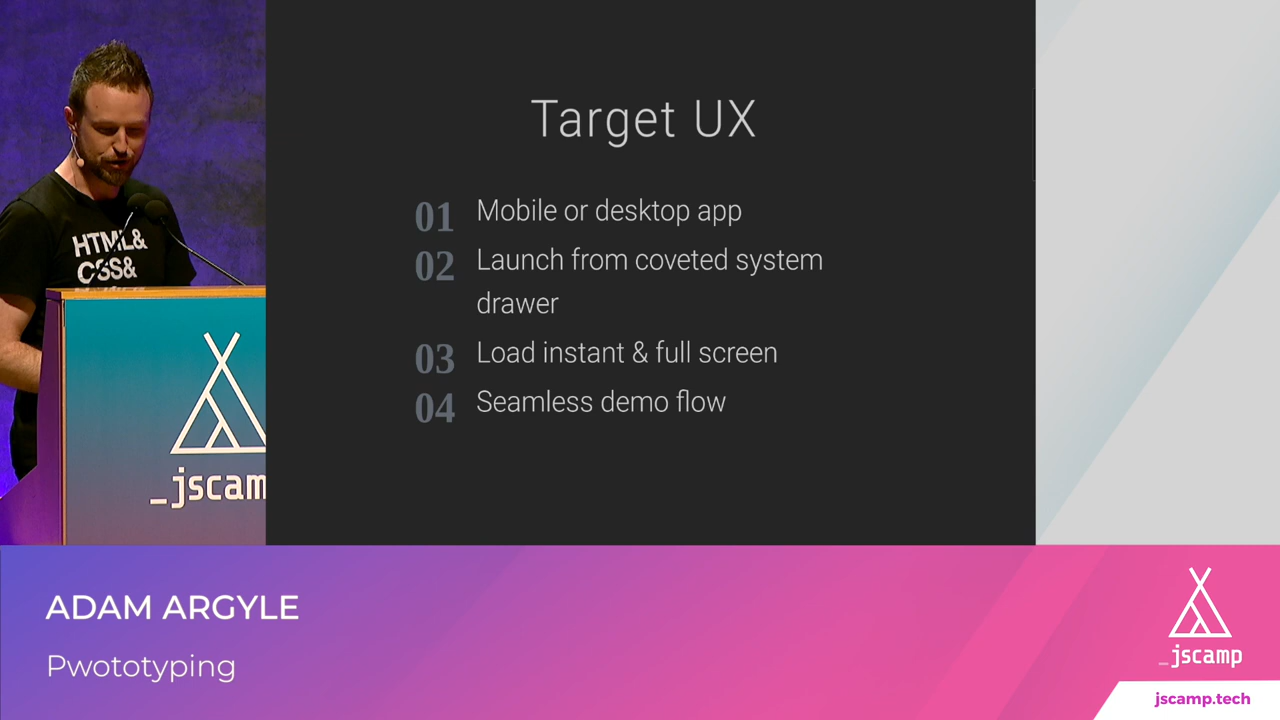 HTML&
CSS&
_jscam
Target UX
01 Mobile or desktop app
02 Launch from coveted system
drawer
03 Load instant & full screen
04 Seamless demo flow
ADAM ARGYLE
Pwototyping
_jscamp
jscamp.tech